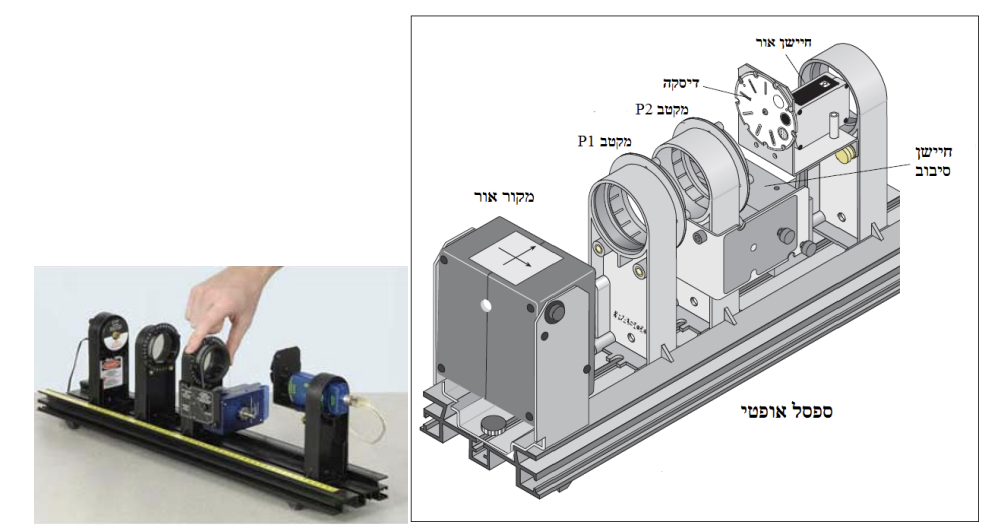 חיישן אור
דיסקה
מקטב P2
מקטב P1
חיישן
סיבוב
מקור אור
ספסל אופטי